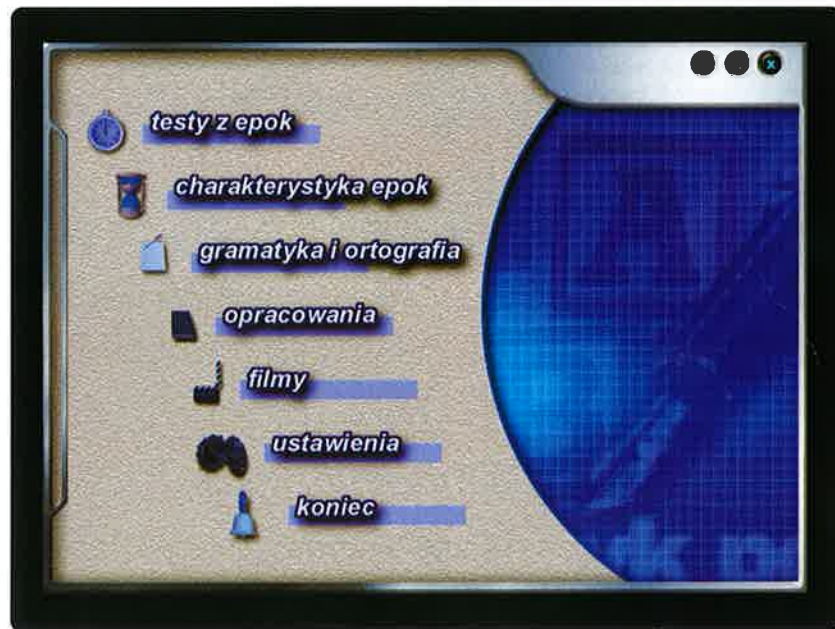 x
testy z epok
charakterystyka epok
gramatyka i ortografia
opracowania
filmy
ustawienia
koniec